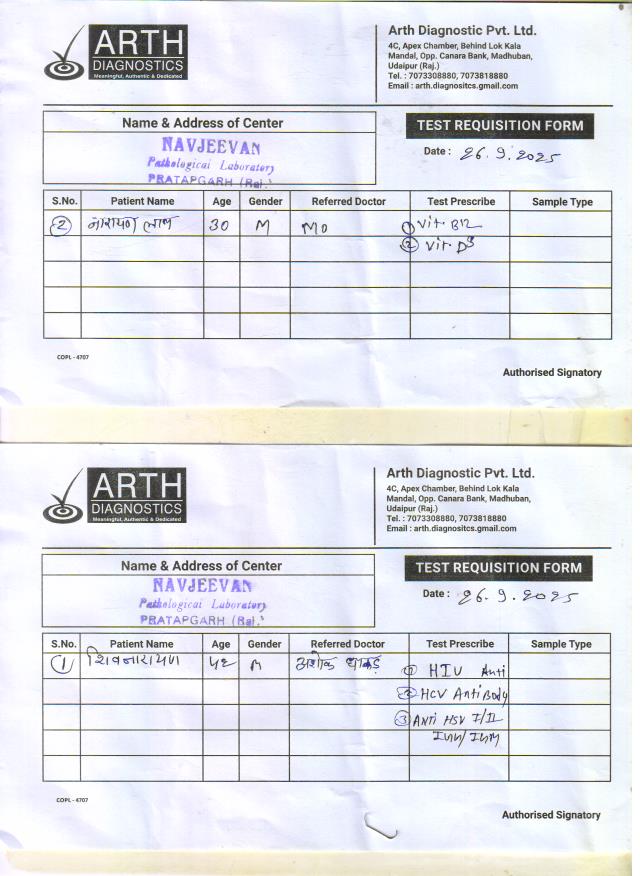 ARTH
DIAGNOSTICS
Meaningful, Authentic & Dedicated
Arth Diagnostic Pvt. Ltd.
4C, Apex Chamber, Behind Lok Kala
Mandal, Opp. Canara Bank, Madhuban,
Udaipur (Raj.)
Tel. : 7073308880, 7073818880
Email : arth.diagnositcs.gmail.com
Name & Address of Center
NAVJEEVAN
Pathological Laboratory
PRATAPGARH (Raj.)
TEST REQUISITION FORM
Date : 26.9.2025
S.No. Patient Name Age Gender Referred Doctor Test Prescribe Sample Type
2 नारायण लाल 30 M MO 1 Vit. B12
2 Vit D3
COPL - 4707
Authorised Signatory
ARTH
DIAGNOSTICS
Meaningful, Authentic & Dedicated
Arth Diagnostic Pvt. Ltd.
4C, Apex Chamber, Behind Lok Kala
Mandal, Opp. Canara Bank, Madhuban,
Udaipur (Raj.)
Tel. : 7073308880, 7073818880
Email : arth.diagnositcs.gmail.com
Name & Address of Center
NAVJEEVAN
Pathological Laboratory
PRATAPGARH (Raj.)
TEST REQUISITION FORM
Date : 26.9.2025
S.No. Patient Name Age Gender Referred Doctor Test Prescribe Sample Type
1 शिवनारायण M अशोक 1 HIV Anti
2 HCV AntiBody
3 ANTI HSV I/II
COPL - 4707
Authorised Signatory